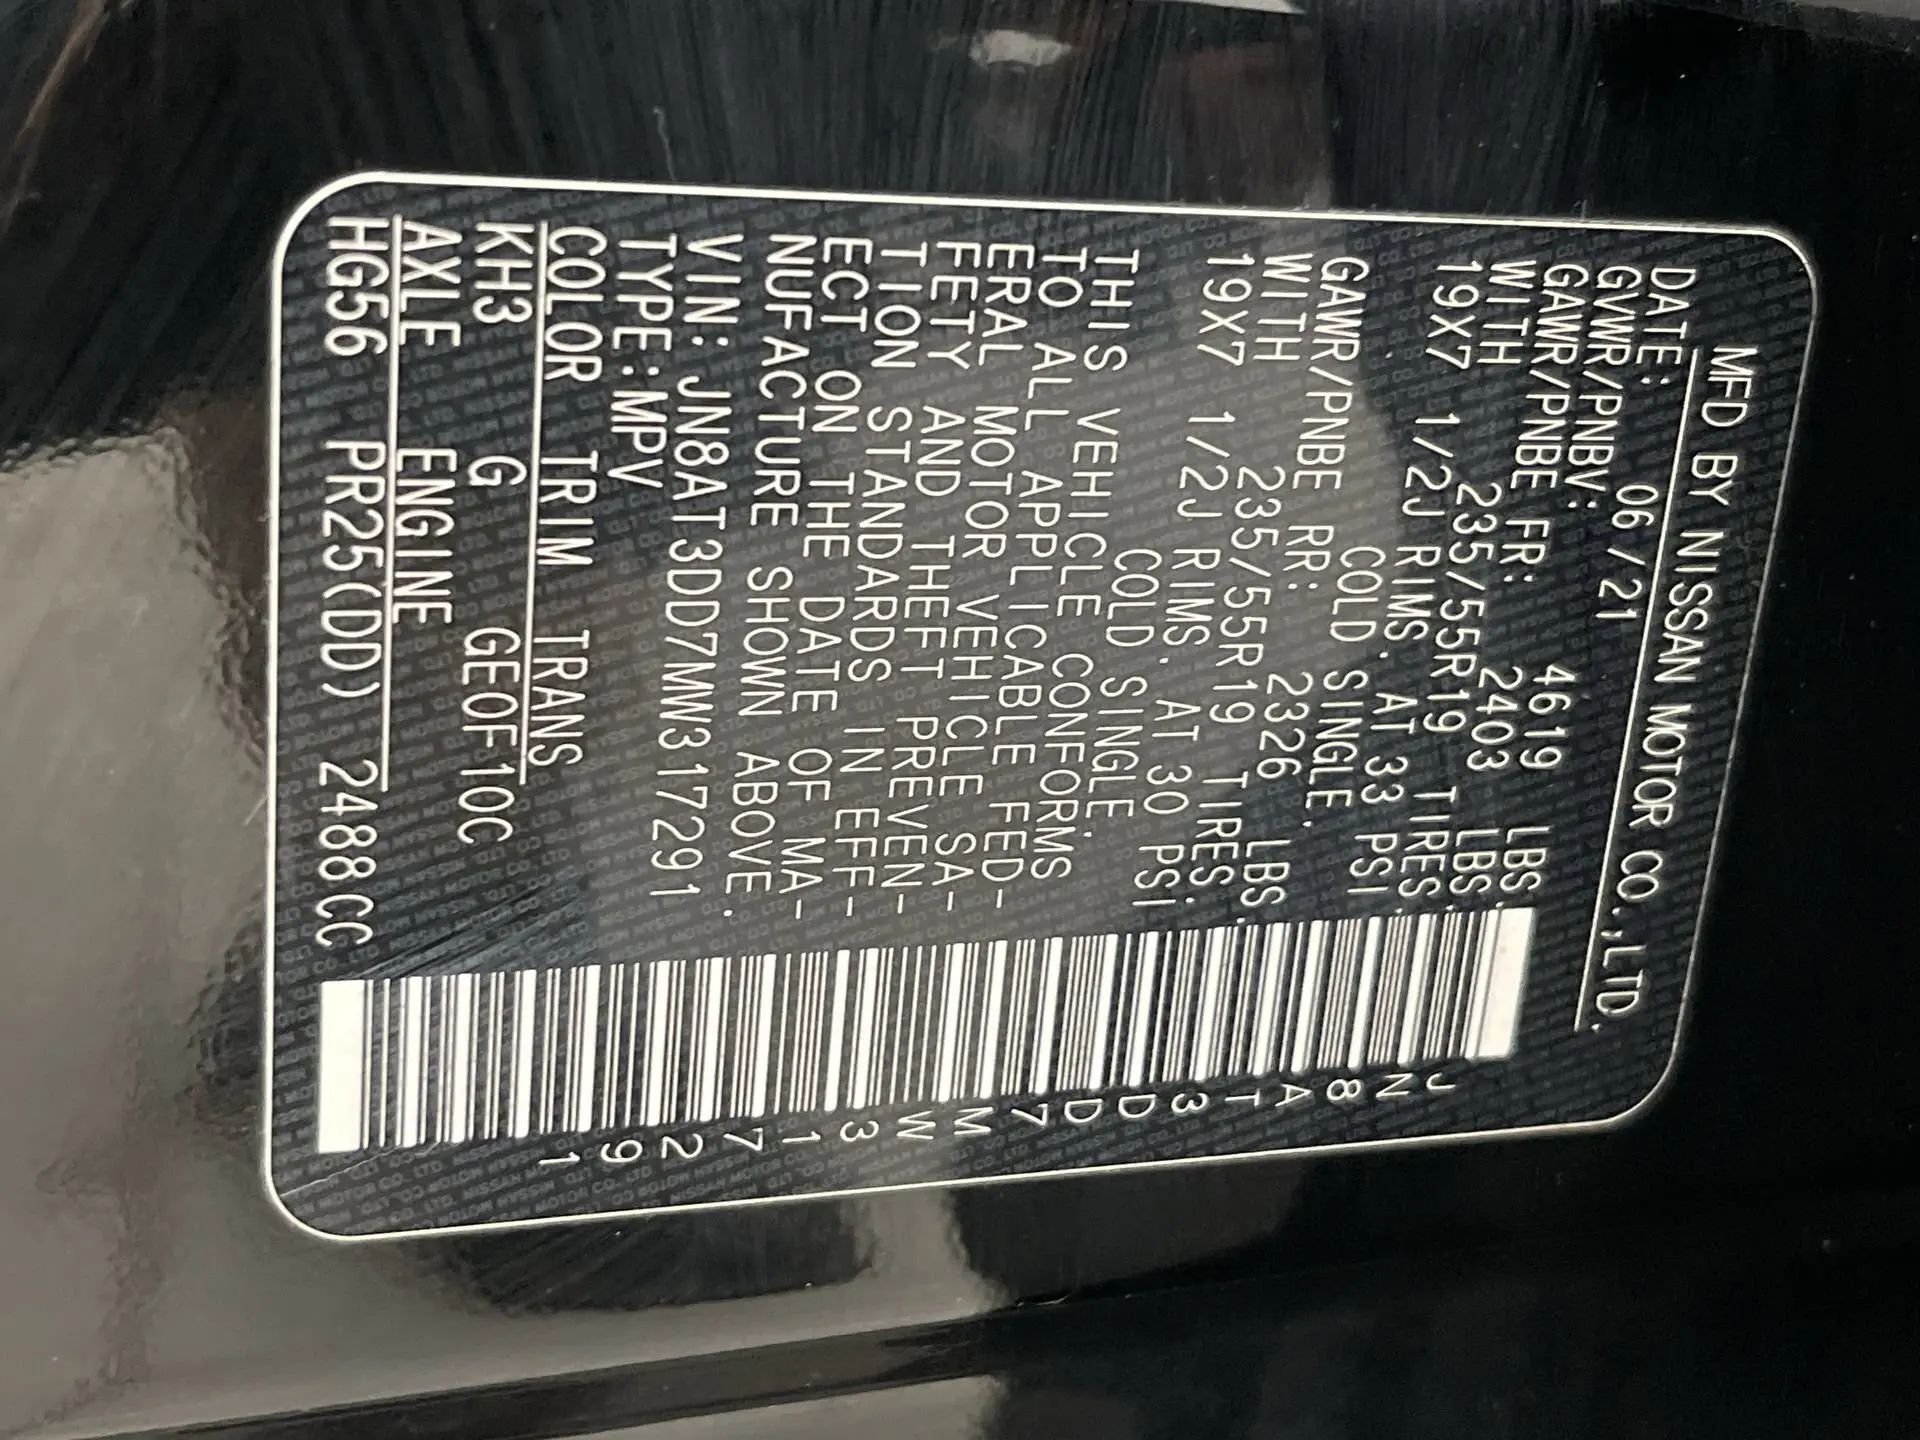 MFD BY NISSAN MOTOR CO.,LTD.
DATE: 06/21
GVWR/PNBV: 4619 LBS.
GAWR/PNBE FR: 2403 LBS.
WITH 235/55R19 TIRES.
19X7 1/2J RIMS. AT 33 PSI
COLD. SINGLE.
GAWR/PNBE RR: 2326 LBS.
WITH 235/55R19 TIRES.
19X7 1/2J RIMS. AT 30 PSI
COLD. SINGLE.
THIS VEHICLE CONFORMS
TO ALL APPLICABLE FED-
ERAL MOTOR VEHICLE SA-
FETY AND THEFT PREVEN-
TION STANDARDS IN EFF-
ECT ON THE DATE OF MA-
NUFACTURE SHOWN ABOVE.
VIN: JN8AT3DD7MW317291
TYPE:MPV
COLOR TRIM TRANS
KH3 G GE0F10C
AXLE ENGINE
HG56 PR25(DD) 2488CC
JN8AT3DD7MW317291